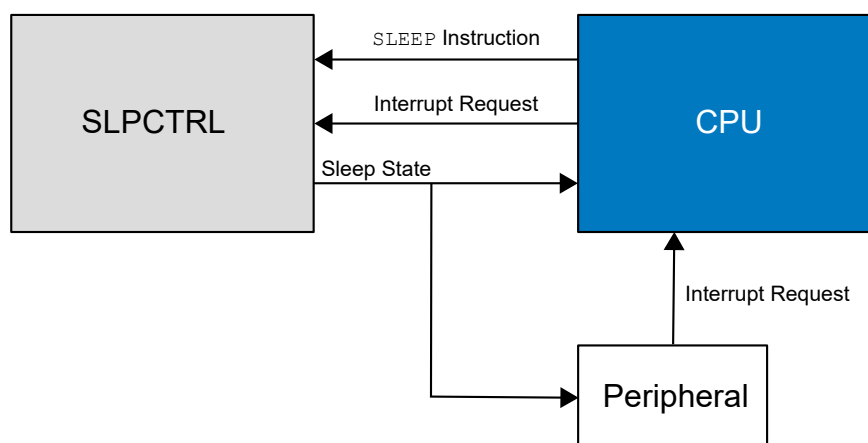 SLEEP Instruction
SLPCTRL
Interrupt Request
CPU
Sleep State
Interrupt Request
Peripheral